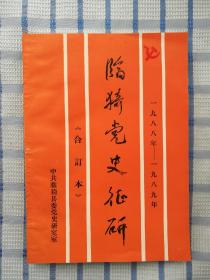 一九八八年——一九八九年
临猗党史征研
《合订本》
中共临猗县委党史研究室